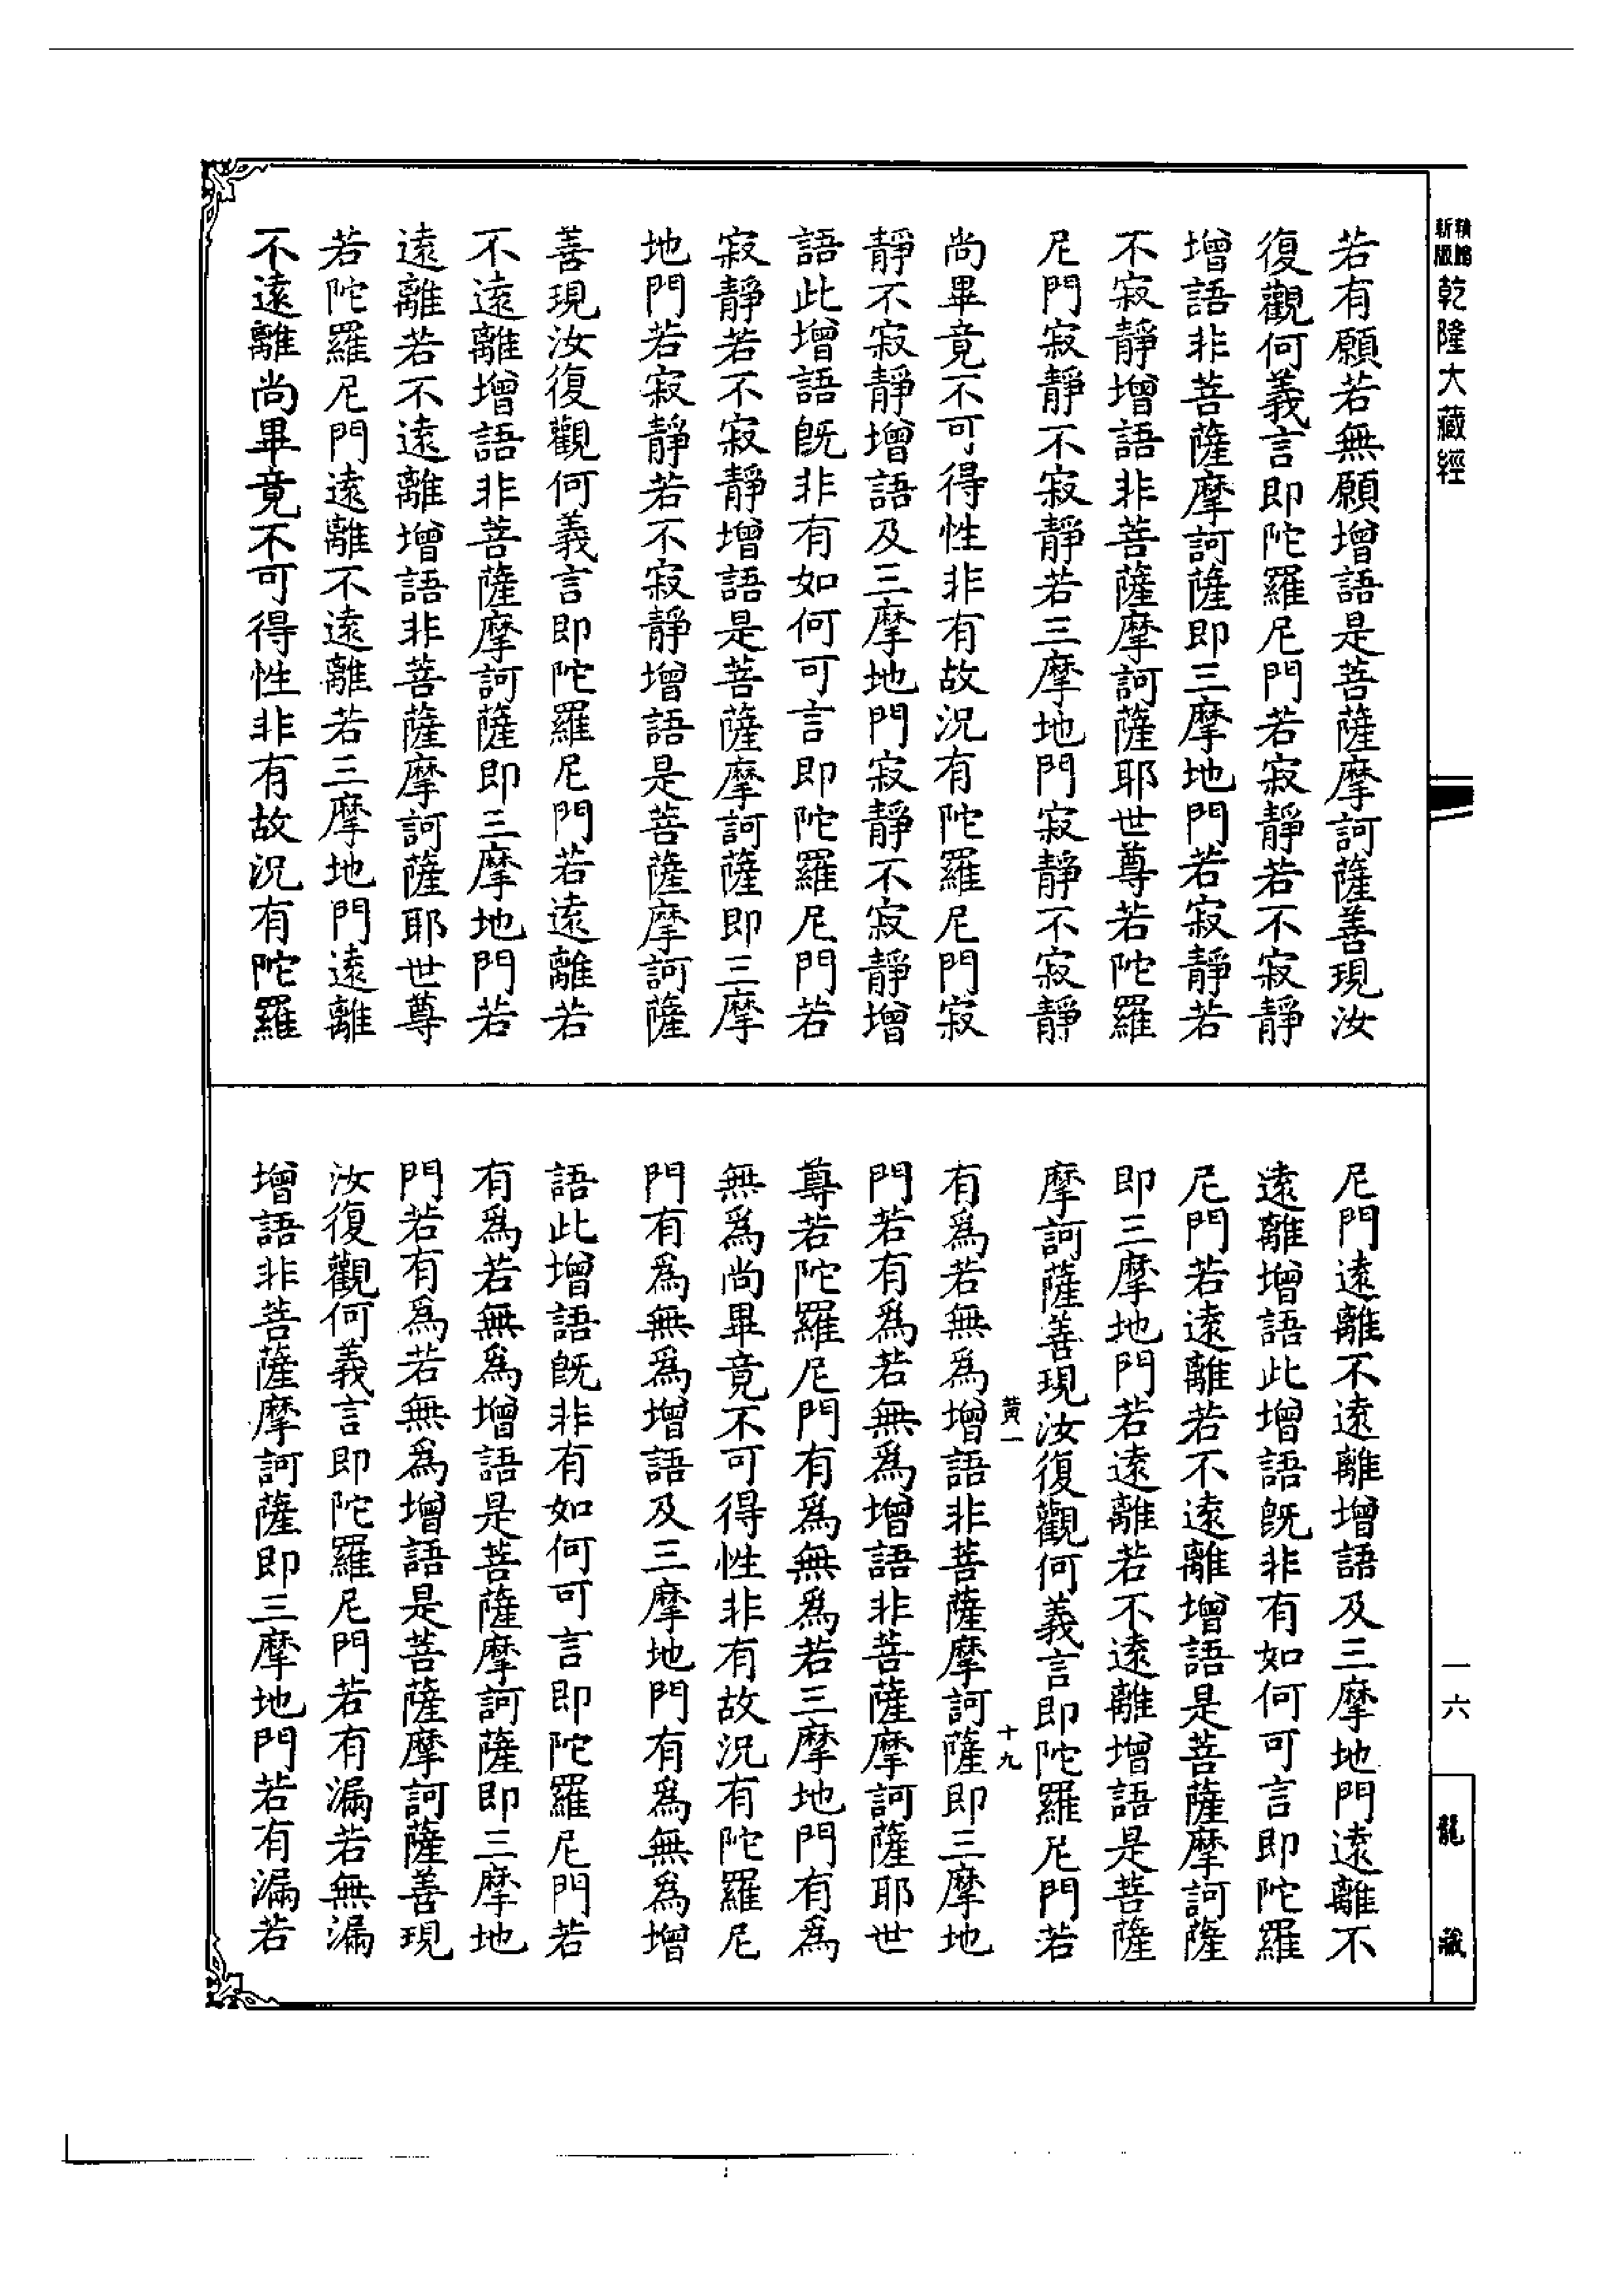 新版
乾隆大藏經
若有願若無願增語是菩薩摩訶薩善現汝
復觀何義言即陀羅尼門若寂靜若不寂靜
增語非菩薩摩訶薩即三摩地門若寂靜若
不寂靜增語非菩薩摩訶薩耶世尊若陀羅
尼門寂靜不寂靜若三摩地門寂靜不寂靜
尚畢竟不可得性非有故況有陀羅尼門寂
靜不寂靜增語及三摩地門寂靜不寂靜增
語此增語旣非有如何可言即陀羅尼門若
寂靜若不寂靜增語是菩薩摩訶薩即三摩
地門若寂靜若不寂靜增語是菩薩摩訶薩
善現汝復觀何義言即陀羅尼門若遠離若
不遠離增語非菩薩摩訶薩即三摩地門若
遠離若不遠離增語非菩薩摩訶薩耶世尊
若陀羅尼門遠離不遠離若三摩地門遠離
不遠離尚畢竟不可得性非有故況有陀羅
尼門遠離不遠離增語及三摩地門遠離不
遠離增語此增語旣非有如何可言即陀羅
尼門若遠離若不遠離增語是菩薩摩訶薩
即三摩地門若遠離若不遠離增語是菩薩
摩訶薩善現汝復觀何義言即陀羅尼門若
黄一 十九
有爲若無爲增語非菩薩摩訶薩即三摩地
門若有爲若無爲增語非菩薩摩訶薩耶世
尊若陀羅尼門有爲無爲若三摩地門有爲
無爲尚畢竟不可得性非有故況有陀羅尼
門有爲無爲增語及三摩地門有爲無爲增
語此增語旣非有如何可言即陀羅尼門若
有爲若無爲增語是菩薩摩訶薩即三摩地
門若有爲若無爲增語是菩薩摩訶薩善現
汝復觀何義言即陀羅尼門若有漏若無漏
增語非菩薩摩訶薩即三摩地門若有漏若
一六
龍藏